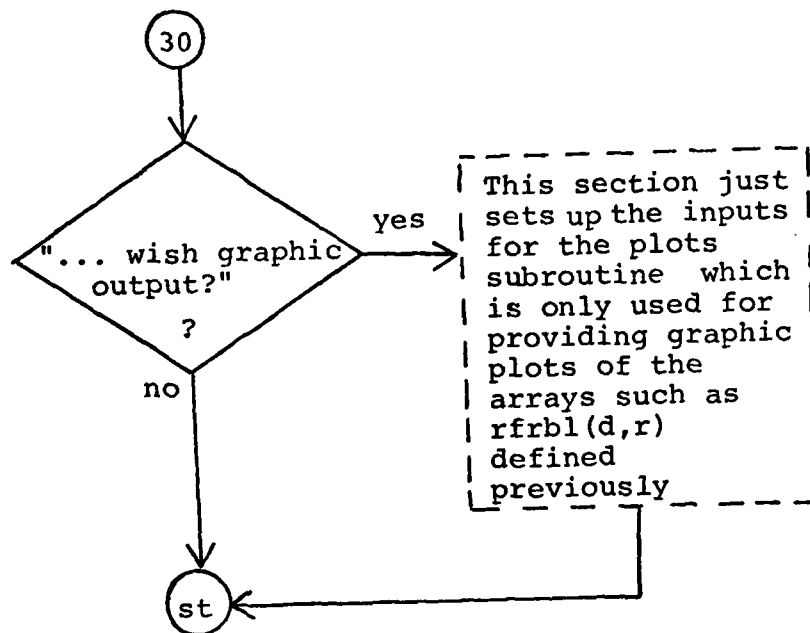 30
"... wish graphic
output?"
?
yes
no
This section just
sets up the inputs
for the plots
subroutine which
is only used for
providing graphic
plots of the
arrays such as
rfrbl(d,r)
defined
previously
st